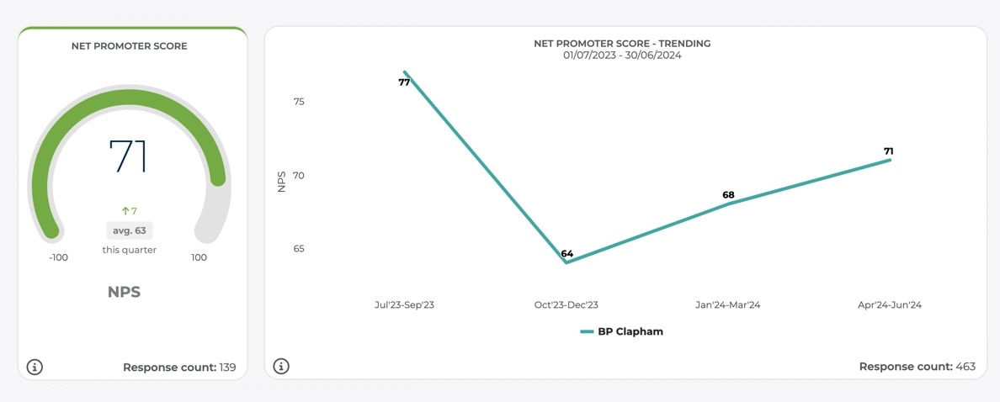 NET PROMOTER SCORE
71
↑7
avg. 63
this quarter
-100
100
NPS
Response count: 139
NET PROMOTER SCORE - TRENDING
01/07/2023 - 30/06/2024
NPS
75
70
65
77
64
68
71
Jul'23-Sep'23
Oct'23-Dec'23
Jan'24-Mar'24
Apr'24-Jun'24
BP Clapham
Response count: 463